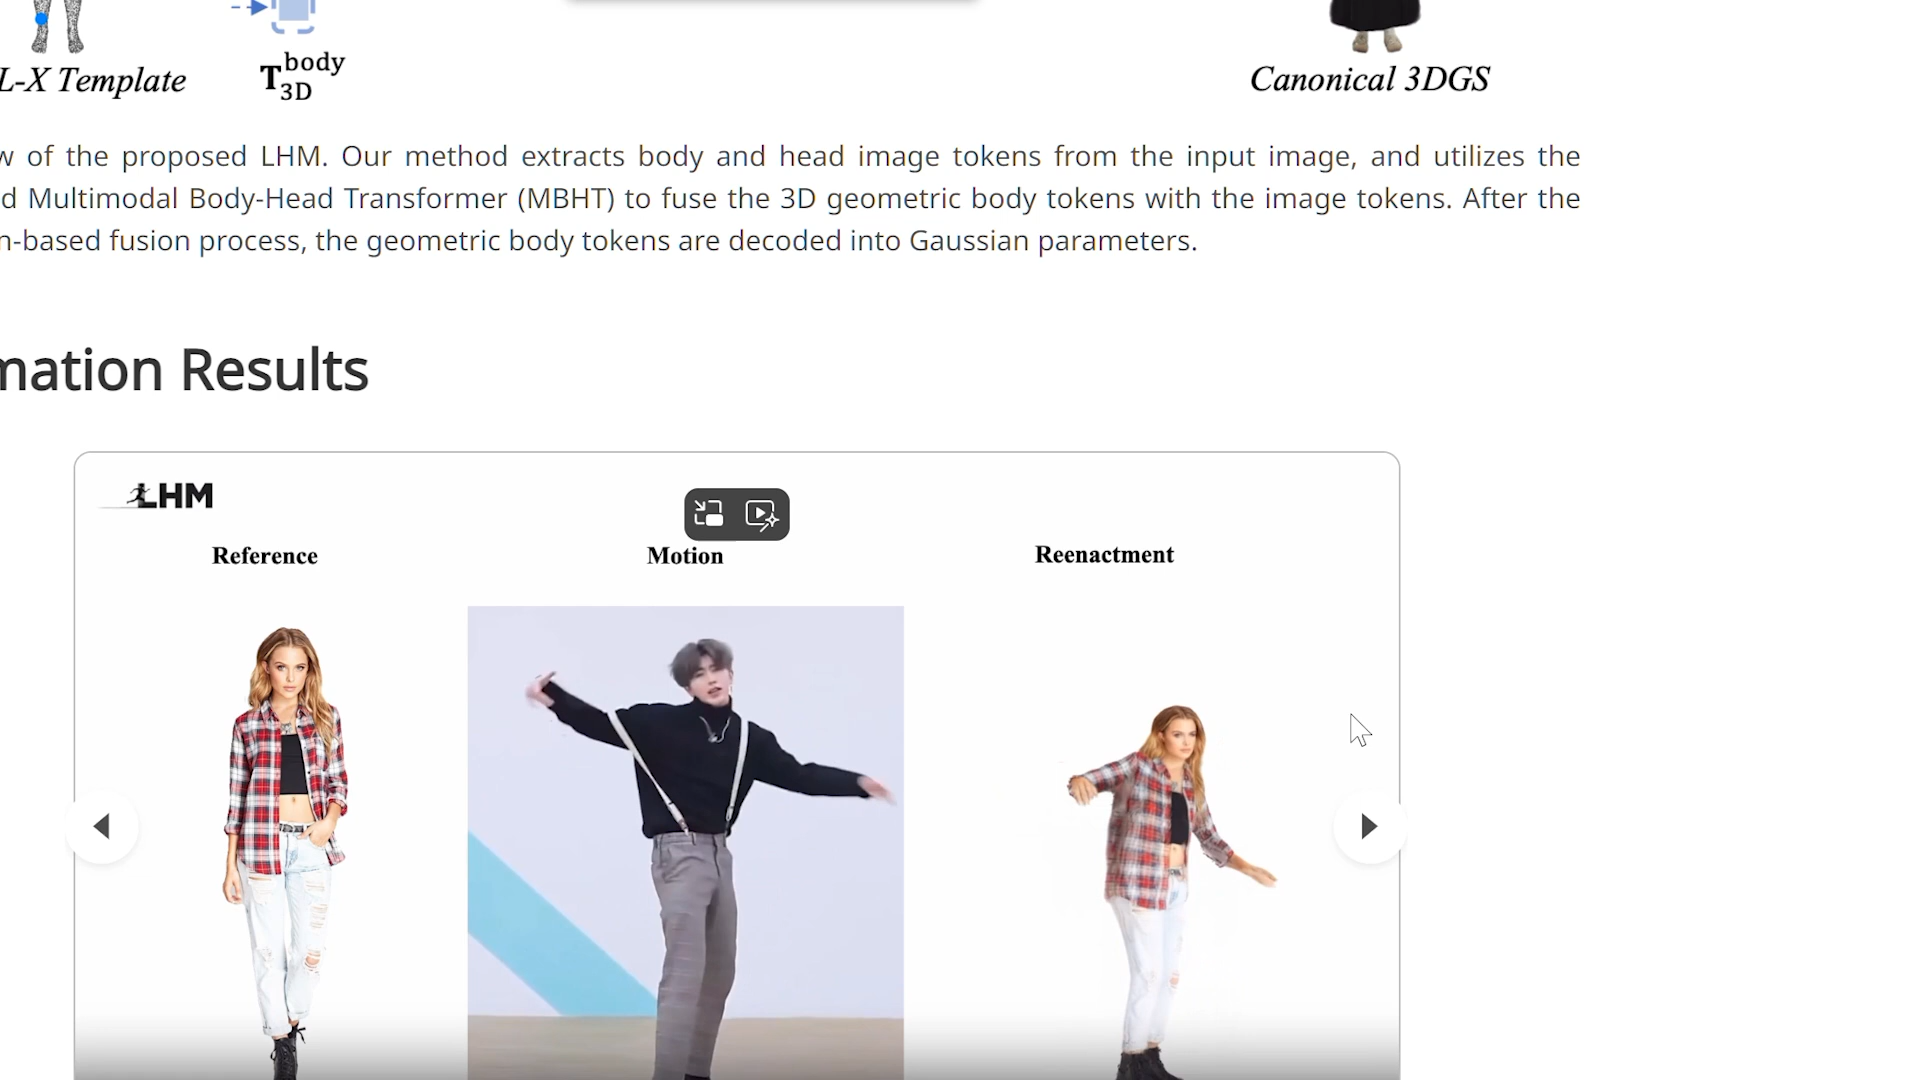 L-X Template
T body 3D
Canonical 3DGS
w of the proposed LHM. Our method extracts body and head image tokens from the input image, and utilizes the
d Multimodal Body-Head Transformer (MBHT) to fuse the 3D geometric body tokens with the image tokens. After the
n-based fusion process, the geometric body tokens are decoded into Gaussian parameters.
mation Results
LHM
Reference
Motion
Reenactment